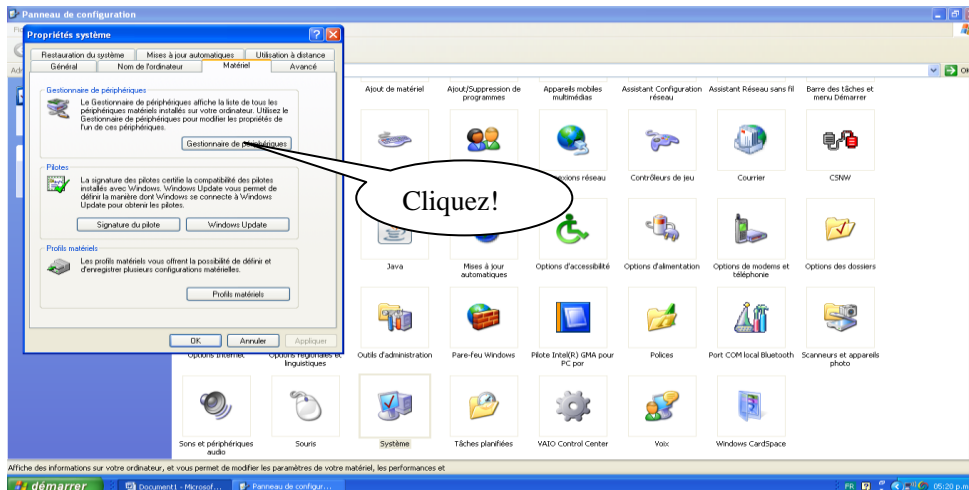 Panneau de configuration
Propriétés système
Restauration du système Mises à jour automatiques Utilisation à distance
Général Nom de l'ordinateur Matériel Avancé
Gestionnaire de périphériques
Le Gestionnaire de périphériques affiche la liste de tous les
périphériques matériels installés sur votre ordinateur. Utilisez le
Gestionnaire de périphériques pour modifier les propriétés de
l'un de ces périphériques.
Gestionnaire de périphériques
Pilotes
La signature des pilotes certifie la compatibilité des pilotes
installés avec Windows. Windows Update vous permet de
définir la manière dont Windows se connecte à Windows
Update pour obtenir les pilotes.
Signature du pilote Windows Update
Profils matériels
Les profils matériels vous offrent la possibilité de définir et
d'enregistrer plusieurs configurations matérielles.
Profils matériels
OK Annuler Appliquer
Cliquez!
OK
Ajout de matériel
Ajout/Suppression de
programmes
Appareils mobiles
multimédias
Assistant Configuration
réseau
Assistant Réseau sans fil
Barre des tâches et
menu Démarrer
réseau
Contrôleurs de jeu
Courrier
CSNW
Java
Mises à jour
automatiques
Options d'accessibilité
Options d'alimentation
Options de modems et
téléphonie
Options des dossiers
Options Internet
Options régionales et
linguistiques
Outils d'administration
Pare-feu Windows
Pilote Intel(R) GMA pour
PC por
Polices
Port COM local Bluetooth
Scanneurs et appareils
photo
Sons et périphériques
audio
Souris
Système
Tâches planifiées
VAIO Control Center
Voix
Windows CardSpace
Affiche des informations sur votre ordinateur, et vous permet de modifier les paramètres de votre matériel, les performances et
démarrer Document1 - Microsof... Panneau de configur... FR 05:20 p.m.